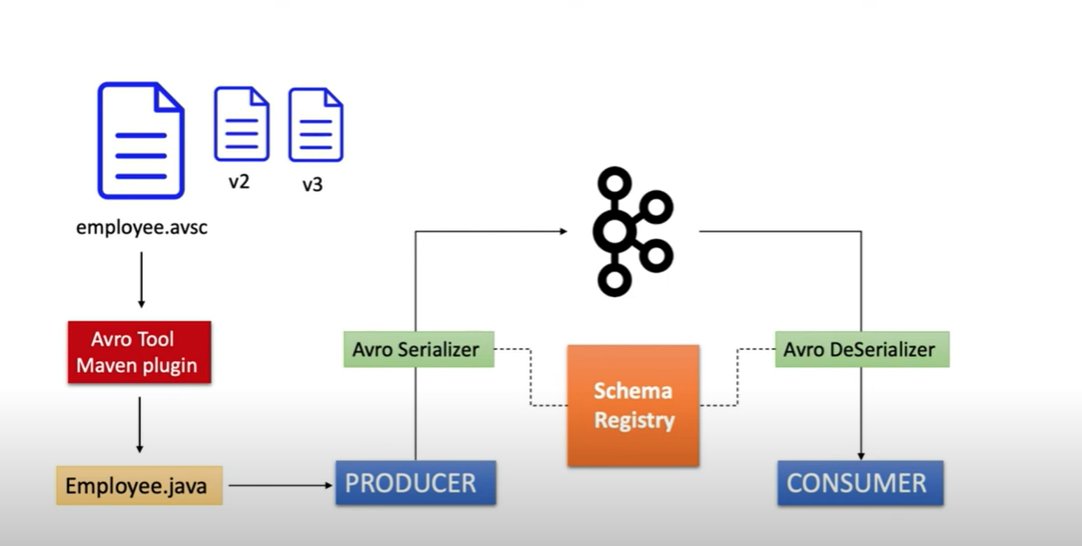 v2
v3
employee.avsc
Avro Tool
Maven plugin
Employee.java
PRODUCER
Avro Serializer
Schema
Registry
Avro DeSerializer
CONSUMER